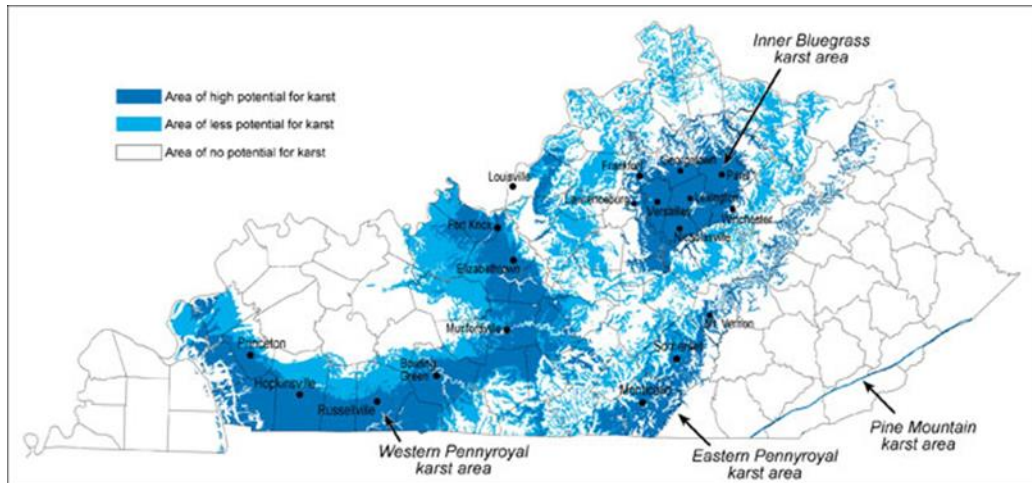 Inner Bluegrass
karst area
Area of high potential for karst
Area of less potential for karst
Area of no potential for karst
Louisville
Frankfort
Georgetown
Paris
Lawrenceburg
Versailles
Lexington
Winchester
Nicholasville
Fort Knox
Elizabethtown
Munfordville
Mt. Vernon
Princeton
Somerset
Bowling
Green
Hopkinsville
Russellville
Monticello
Pine Mountain
karst area
Western Pennyroyal
karst area
Eastern Pennyroyal
karst area